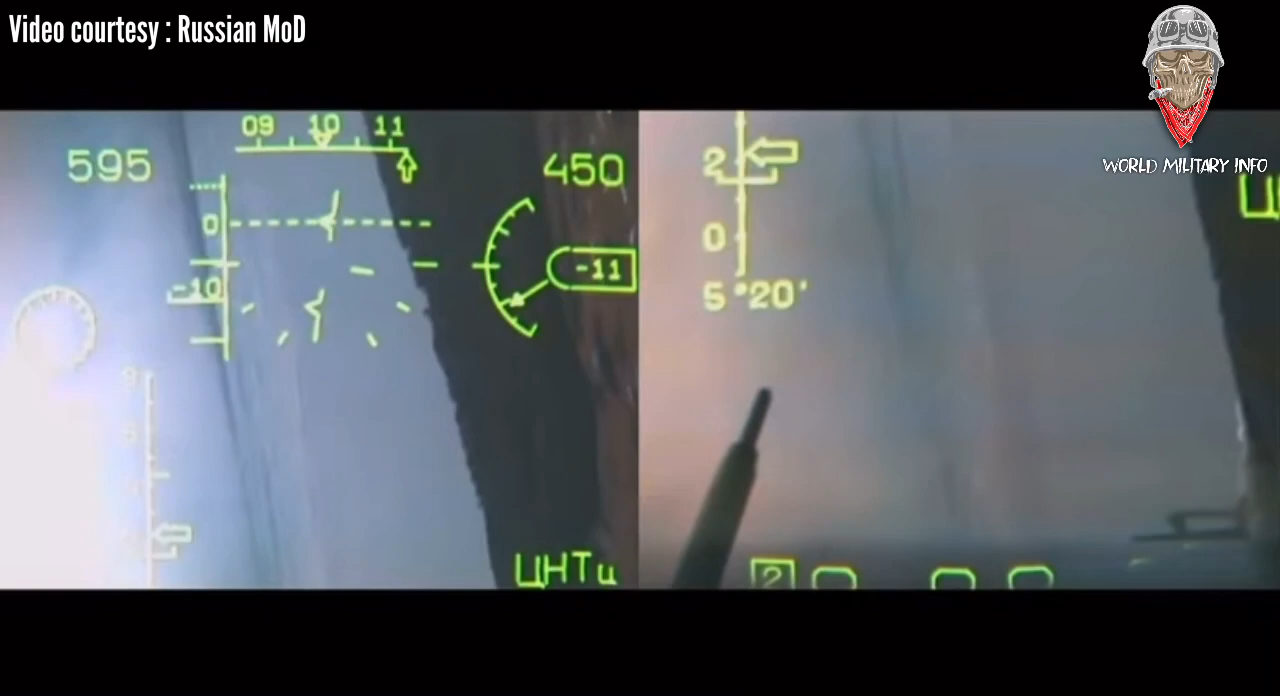 Video courtesy : Russian MoD
WORLD MILITARY INFO
09 10 11
595
450
0
-10
-11
ЦНТц
2
0
5°20'
2